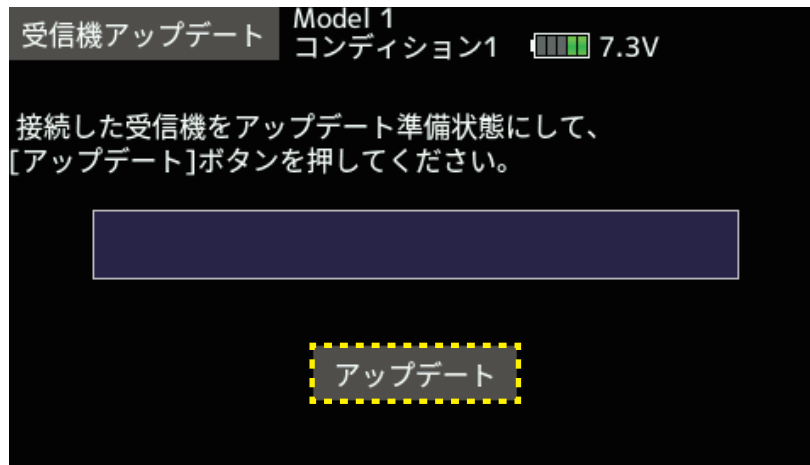 受信機アップデート
Model 1
コンディション1 7.3V
接続した受信機をアップデート準備状態にして、
[アップデート]ボタンを押してください。
アップデート